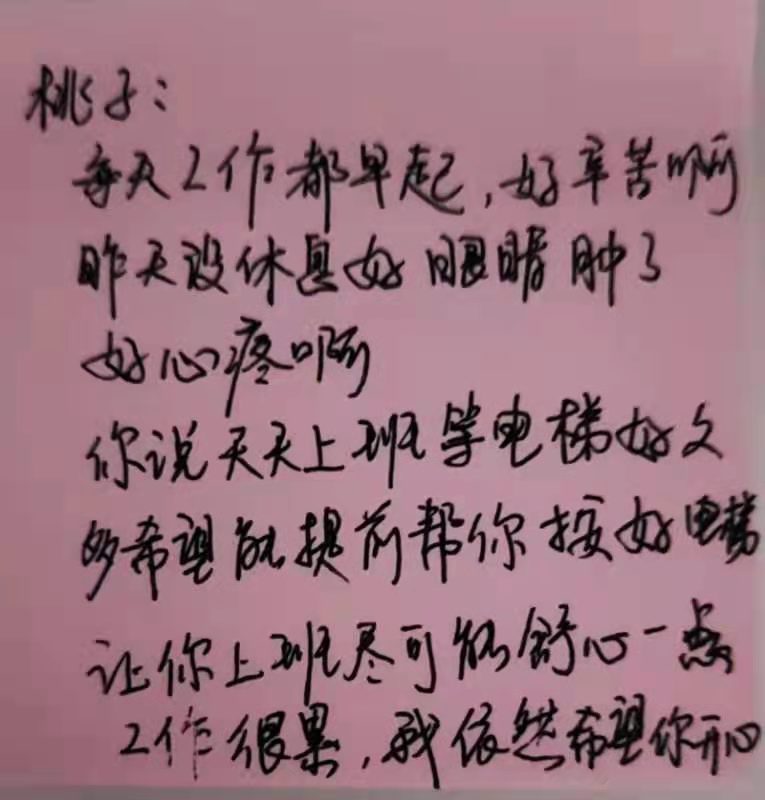 桃子：
每天工作都早起，好辛苦啊
昨天没休息好 眼睛肿了
好心疼啊
你说天天上班等电梯好久
多希望能提前帮你按好电梯
让你上班尽可能舒心一点
工作很累，我依然希望你开心